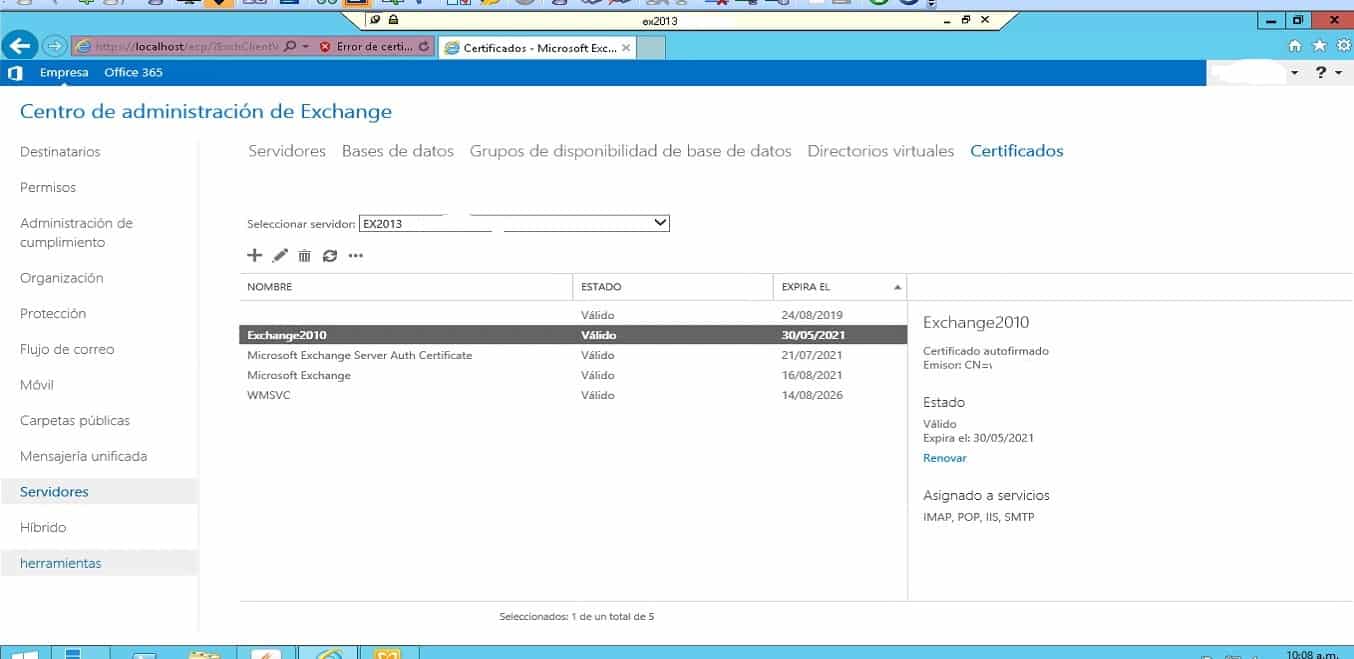 ex2013
https://localhost/ecp/?ExchClientV
Error de certi...
Certificados - Microsoft Exc...
Empresa Office 365
?
Centro de administración de Exchange
Destinatarios
Permisos
Administración de
cumplimiento
Organización
Protección
Flujo de correo
Móvil
Carpetas públicas
Mensajería unificada
Servidores
Híbrido
herramientas
Servidores Bases de datos Grupos de disponibilidad de base de datos Directorios virtuales Certificados
Seleccionar servidor: EX2013
NOMBRE ESTADO EXPIRA EL
Válido 24/08/2019
Exchange2010 Válido 30/05/2021
Microsoft Exchange Server Auth Certificate Válido 21/07/2021
Microsoft Exchange Válido 16/08/2021
WMSVC Válido 14/08/2026
Exchange2010
Certificado autofirmado
Emisor: CN=
Estado
Válido
Expira el: 30/05/2021
Renovar
Asignado a servicios
IMAP, POP, IIS, SMTP
Seleccionados: 1 de un total de 5
10:08 a.m.